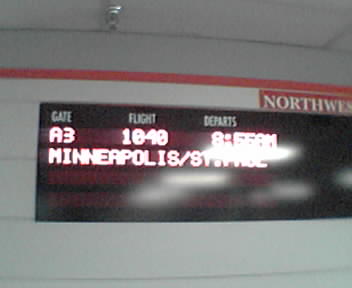 NORTHWES
GATE FLIGHT DEPARTS
A3 1040 8:55AM
MINNEAPOLIS/ST.PAUL